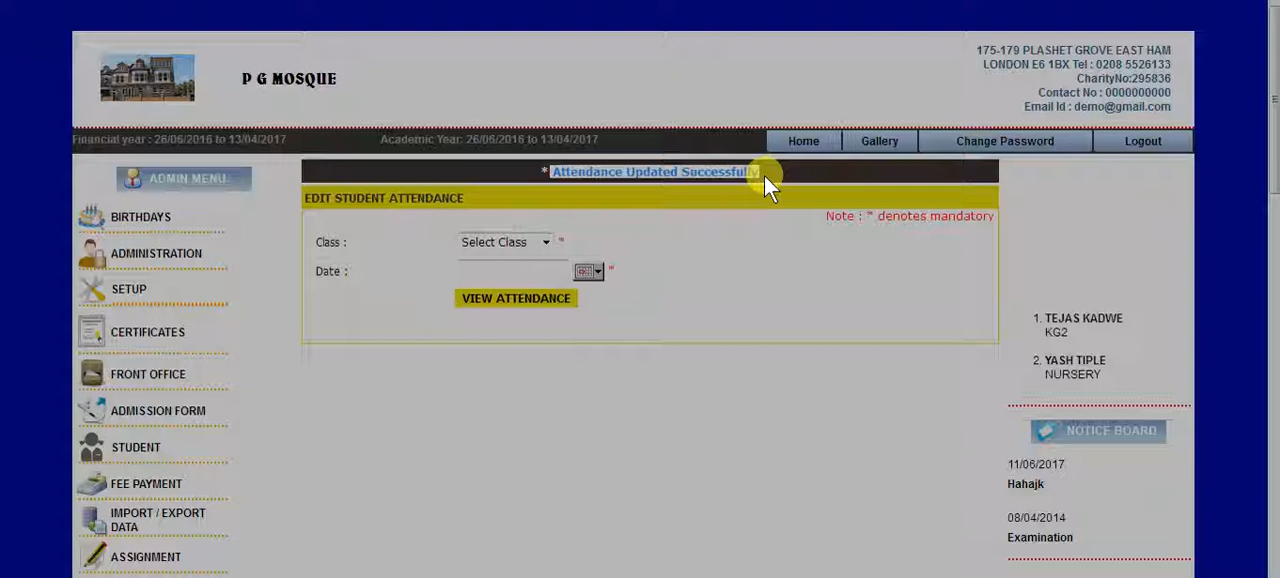 P G MOSQUE
175-179 PLASHET GROVE EAST HAM
LONDON E6 1BX Tel : 0208 5526133
CharityNo:295836
Contact No : 0000000000
Email Id : demo@gmail.com
Financial year : 26/06/2016 to 13/04/2017
Academic Year: 26/06/2016 to 13/04/2017
Home
Gallery
Change Password
Logout
ADMIN MENU
BIRTHDAYS
ADMINISTRATION
SETUP
CERTIFICATES
FRONT OFFICE
ADMISSION FORM
STUDENT
FEE PAYMENT
IMPORT / EXPORT
DATA
ASSIGNMENT
* Attendance Updated Successfully
EDIT STUDENT ATTENDANCE
Note : * denotes mandatory
Class : Select Class *
Date : *
VIEW ATTENDANCE
1. TEJAS KADWE
KG2
2. YASH TIPLE
NURSERY
NOTICE BOARD
11/06/2017
Hahajk
08/04/2014
Examination